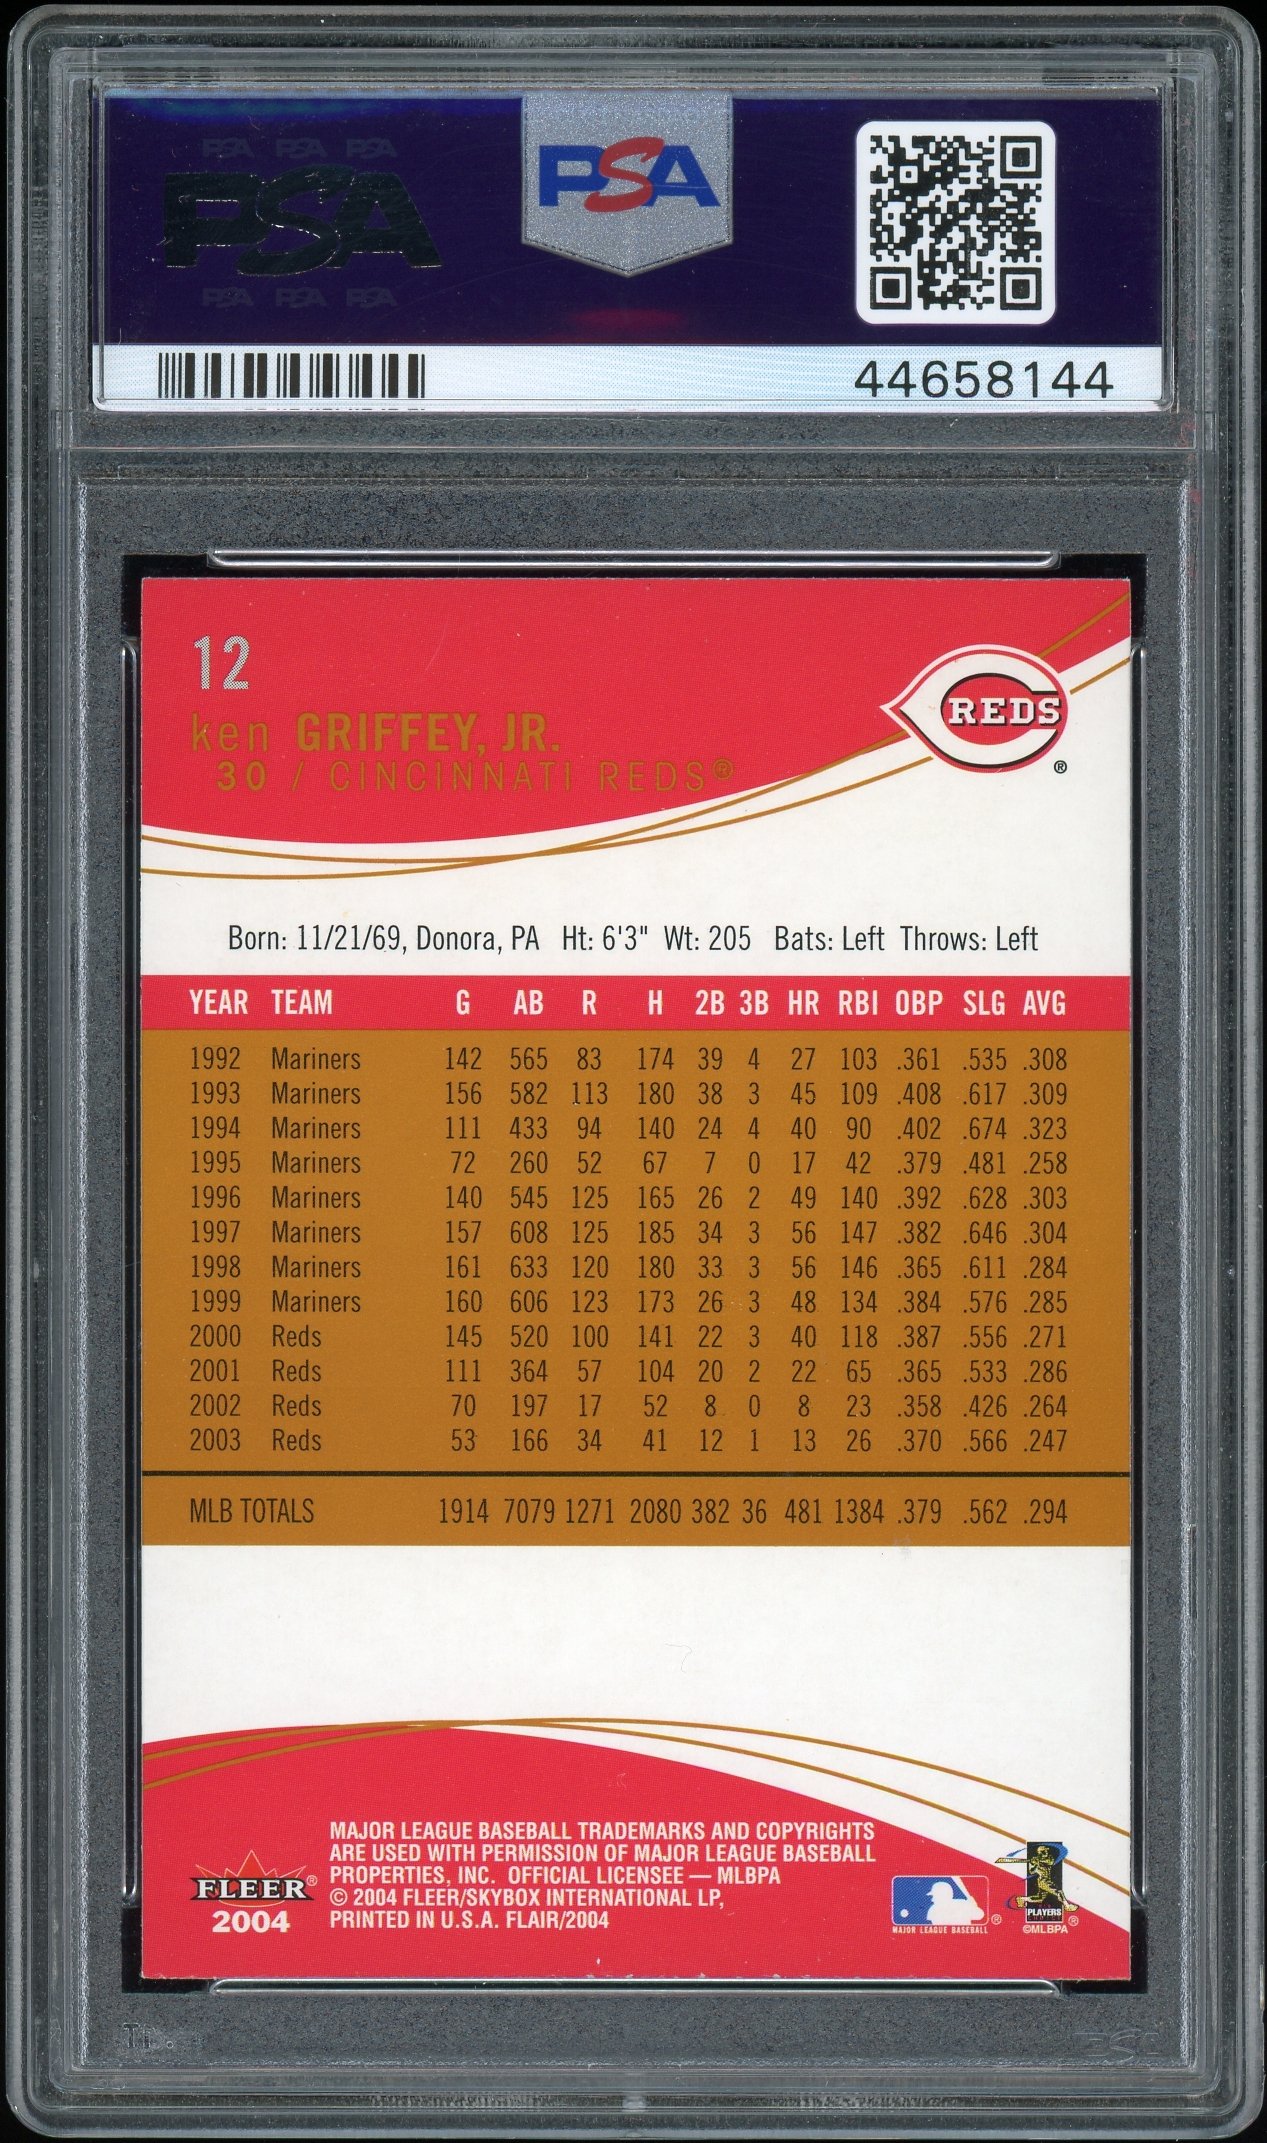 PSA PSA PSA
PSA
PSA PSA PSA
PSA
44658144
12
ken GRIFFEY, JR.
30 / CINCINNATI REDS®
REDS
®
Born: 11/21/69, Donora, PA Ht: 6'3" Wt: 205 Bats: Left Throws: Left
YEAR TEAM G AB R H 2B 3B HR RBI OBP SLG AVG
1992 Mariners 142 565 83 174 39 4 27 103 .361 .535 .308
1993 Mariners 156 582 113 180 38 3 45 109 .408 .617 .309
1994 Mariners 111 433 94 140 24 4 40 90 .402 .674 .323
1995 Mariners 72 260 52 67 7 0 17 42 .379 .481 .258
1996 Mariners 140 545 125 165 26 2 49 140 .392 .628 .303
1997 Mariners 157 608 125 185 34 3 56 147 .382 .646 .304
1998 Mariners 161 633 120 180 33 3 56 146 .365 .611 .284
1999 Mariners 160 606 123 173 26 3 48 134 .384 .576 .285
2000 Reds 145 520 100 141 22 3 40 118 .387 .556 .271
2001 Reds 111 364 57 104 20 2 22 65 .365 .533 .286
2002 Reds 70 197 17 52 8 0 8 23 .358 .426 .264
2003 Reds 53 166 34 41 12 1 13 26 .370 .566 .247
MLB TOTALS 1914 7079 1271 2080 382 36 481 1384 .379 .562 .294
MAJOR LEAGUE BASEBALL TRADEMARKS AND COPYRIGHTS
ARE USED WITH PERMISSION OF MAJOR LEAGUE BASEBALL
PROPERTIES, INC. OFFICIAL LICENSEE — MLBPA
© 2004 FLEER/SKYBOX INTERNATIONAL LP,
PRINTED IN U.S.A. FLAIR/2004
FLEER®
2004
MAJOR LEAGUE BASEBALL ®
PLAYERS
®
©MLBPA
PSA